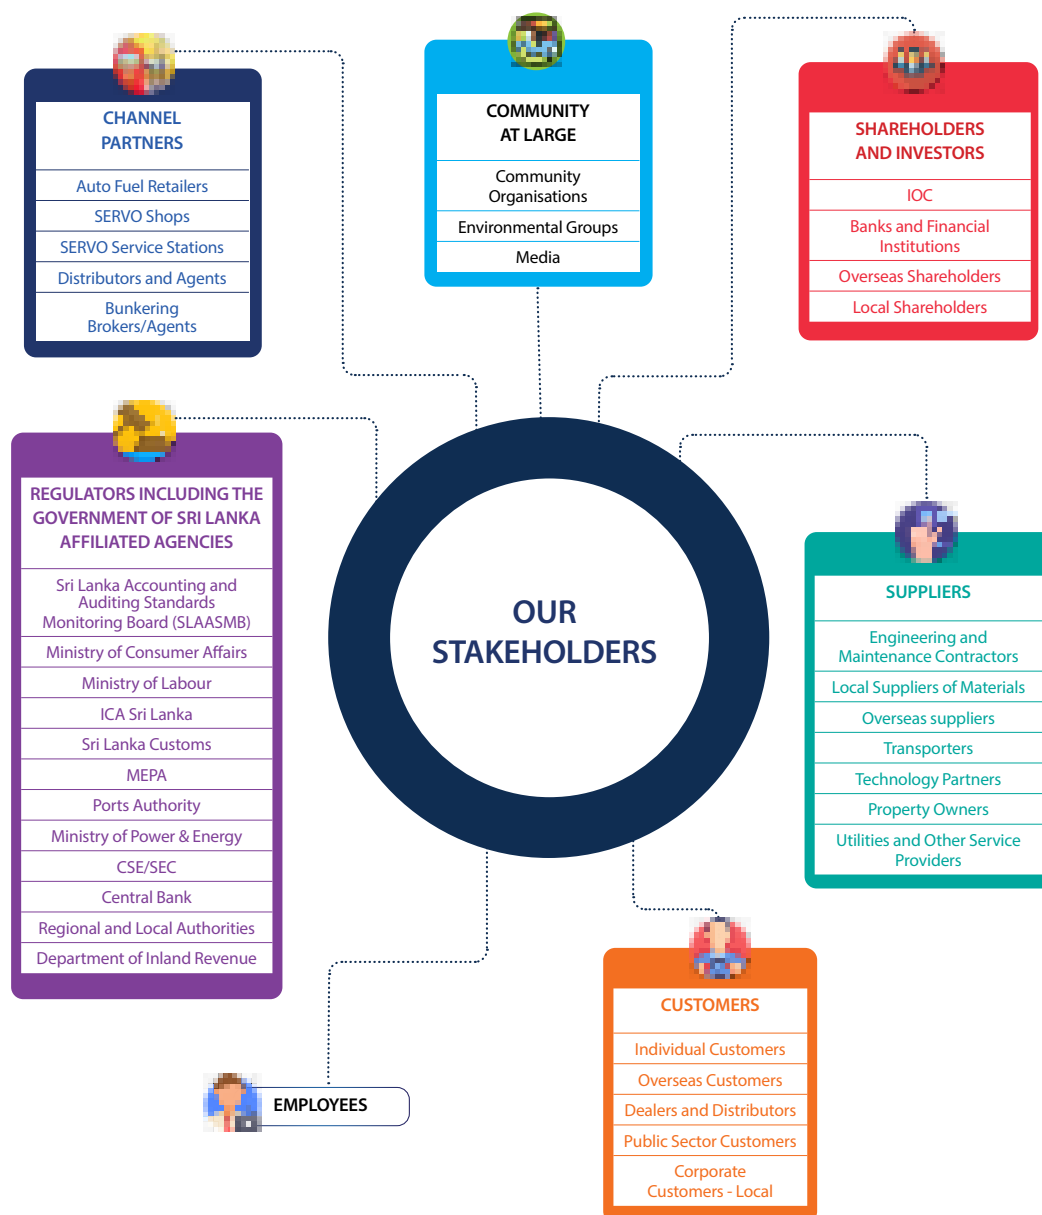 CHANNEL
PARTNERS
Auto Fuel Retailers
SERVO Shops
SERVO Service Stations
Distributors and Agents
Bunkering
Brokers/Agents
COMMUNITY
AT LARGE
Community
Organisations
Environmental Groups
Media
SHAREHOLDERS
AND INVESTORS
IOC
Banks and Financial
Institutions
Overseas Shareholders
Local Shareholders
REGULATORS INCLUDING THE
GOVERNMENT OF SRI LANKA
AFFILIATED AGENCIES
Sri Lanka Accounting and
Auditing Standards
Monitoring Board (SLAASMB)
Ministry of Consumer Affairs
Ministry of Labour
ICA Sri Lanka
Sri Lanka Customs
MEPA
Ports Authority
Ministry of Power & Energy
CSE/SEC
Central Bank
Regional and Local Authorities
Department of Inland Revenue
OUR
STAKEHOLDERS
SUPPLIERS
Engineering and
Maintenance Contractors
Local Suppliers of Materials
Overseas suppliers
Transporters
Technology Partners
Property Owners
Utilities and Other Service
Providers
EMPLOYEES
CUSTOMERS
Individual Customers
Overseas Customers
Dealers and Distributors
Public Sector Customers
Corporate
Customers - Local